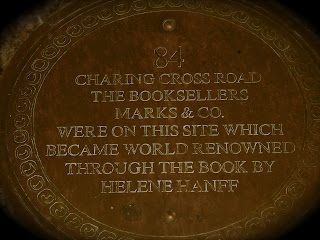 84
CHARING CROSS ROAD
THE BOOKSELLERS
MARKS & CO.
WERE ON THIS SITE WHICH
BECAME WORLD RENOWNED
THROUGH THE BOOK BY
HELENE HANFF